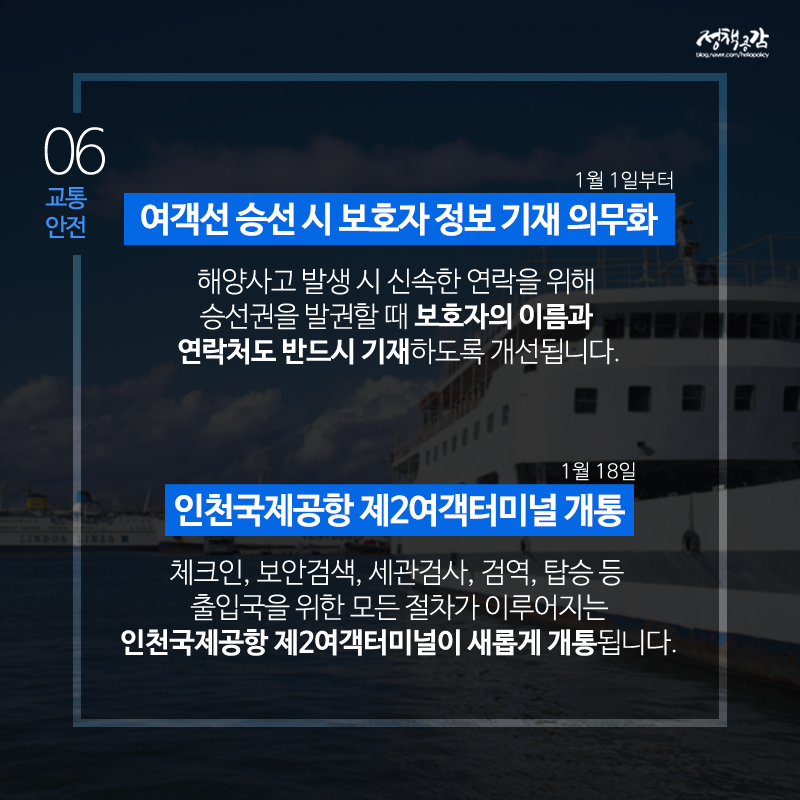 정책공감
blog.naver.com/hellopolicy
06
교통
안전
1월 1일부터
여객선 승선 시 보호자 정보 기재 의무화
해양사고 발생 시 신속한 연락을 위해
승선권을 발권할 때 보호자의 이름과
연락처도 반드시 기재하도록 개선됩니다.
1월 18일
인천국제공항 제2여객터미널 개통
LINDOS LINES
체크인, 보안검색, 세관검사, 검역, 탑승 등
출입국을 위한 모든 절차가 이루어지는
인천국제공항 제2여객터미널이 새롭게 개통됩니다.